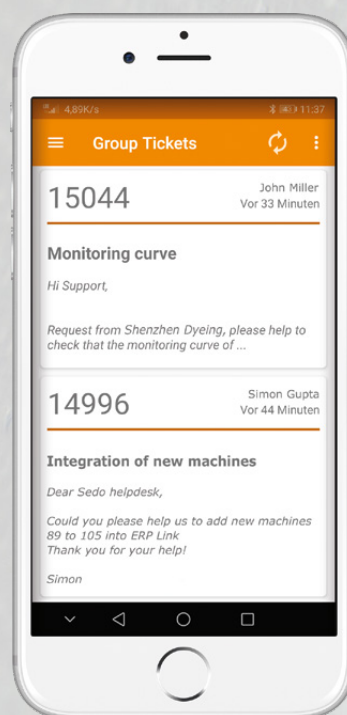 4,89K/s 11:37
Group Tickets
15044
John Miller
Vor 33 Minuten
Monitoring curve
Hi Support,
Request from Shenzhen Dyeing, please help to
check that the monitoring curve of ...
14996
Simon Gupta
Vor 44 Minuten
Integration of new machines
Dear Sedo helpdesk,
Could you please help us to add new machines
89 to 105 into ERP Link
Thank you for your help!
Simon